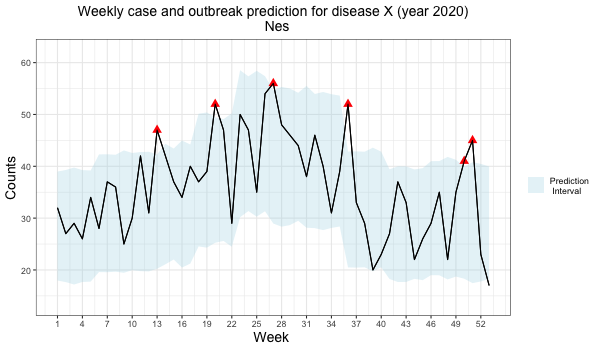 Weekly case and outbreak prediction for disease X (year 2020)
Nes
Counts
60
50
40
30
20
1 4 7 10 13 16 19 22 25 28 31 34 37 40 43 46 49 52
Week
Prediction
Interval